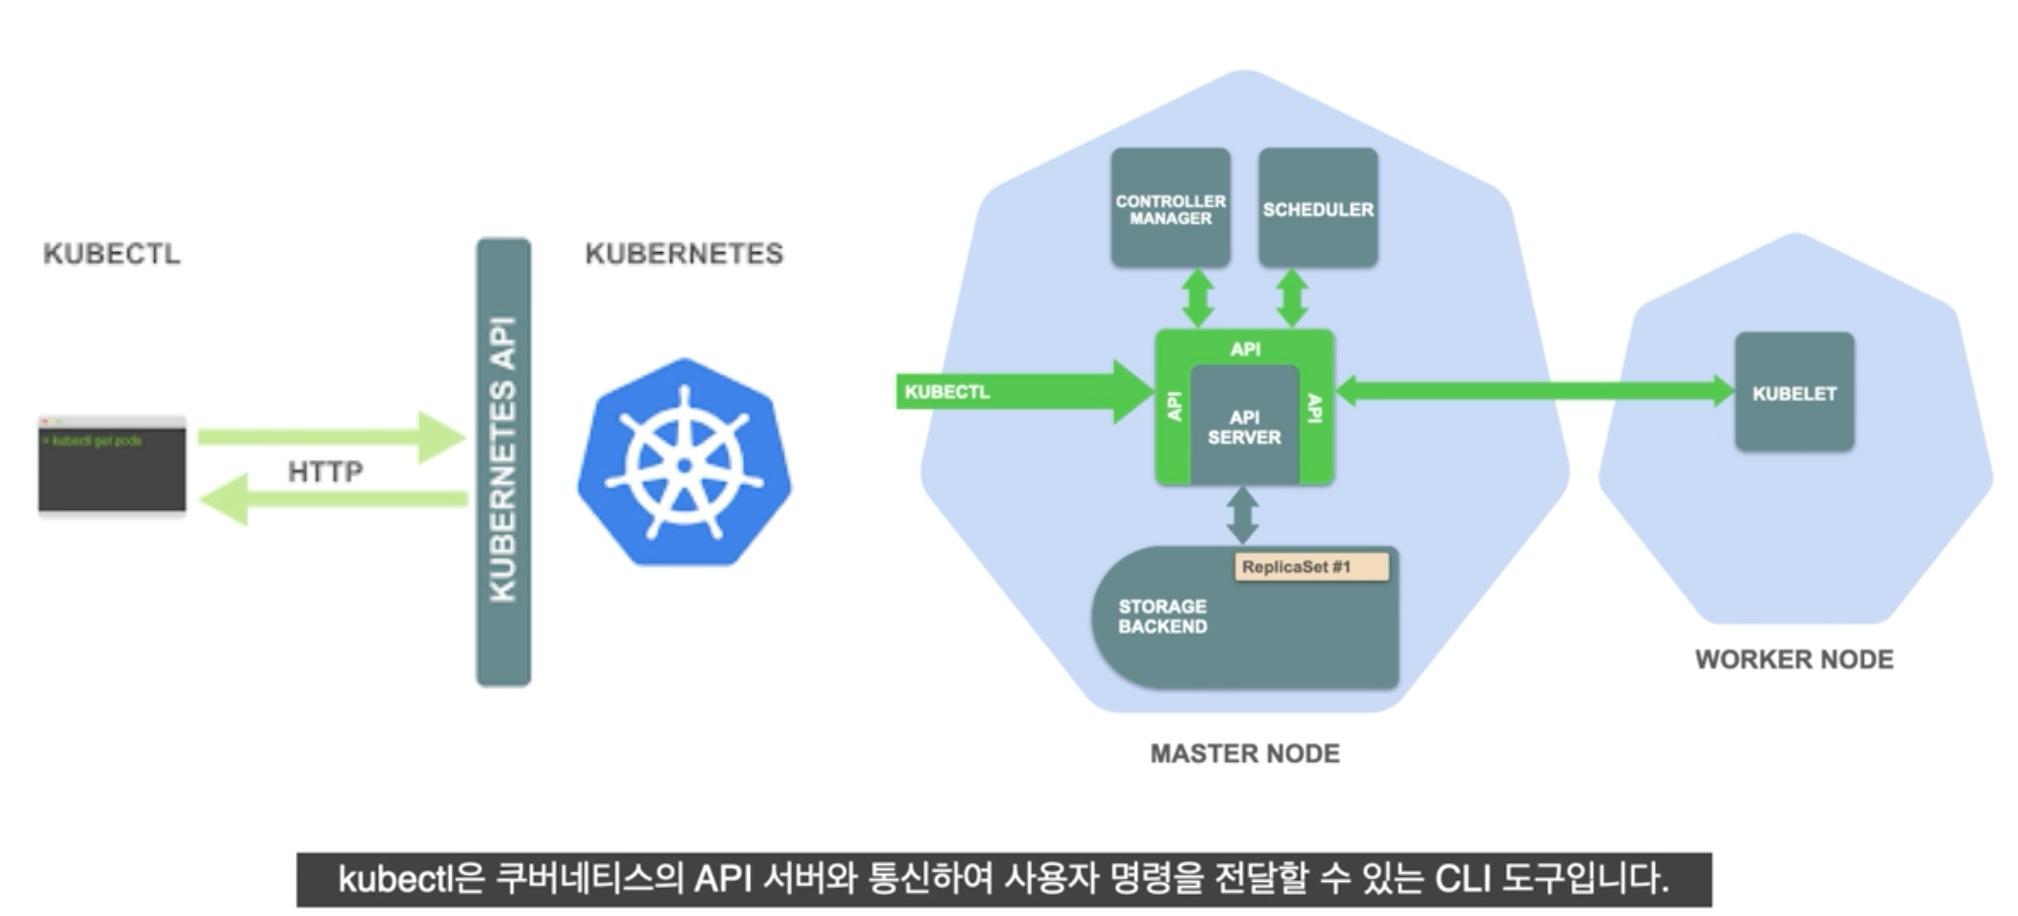 KUBECTL
> kubectl get pods
HTTP
KUBERNETES API
KUBERNETES
CONTROLLER
MANAGER
SCHEDULER
KUBECTL
API
API
API
API
SERVER
ReplicaSet #1
STORAGE
BACKEND
MASTER NODE
KUBELET
WORKER NODE
kubectl은 쿠버네티스의 API 서버와 통신하여 사용자 명령을 전달할 수 있는 CLI 도구입니다.